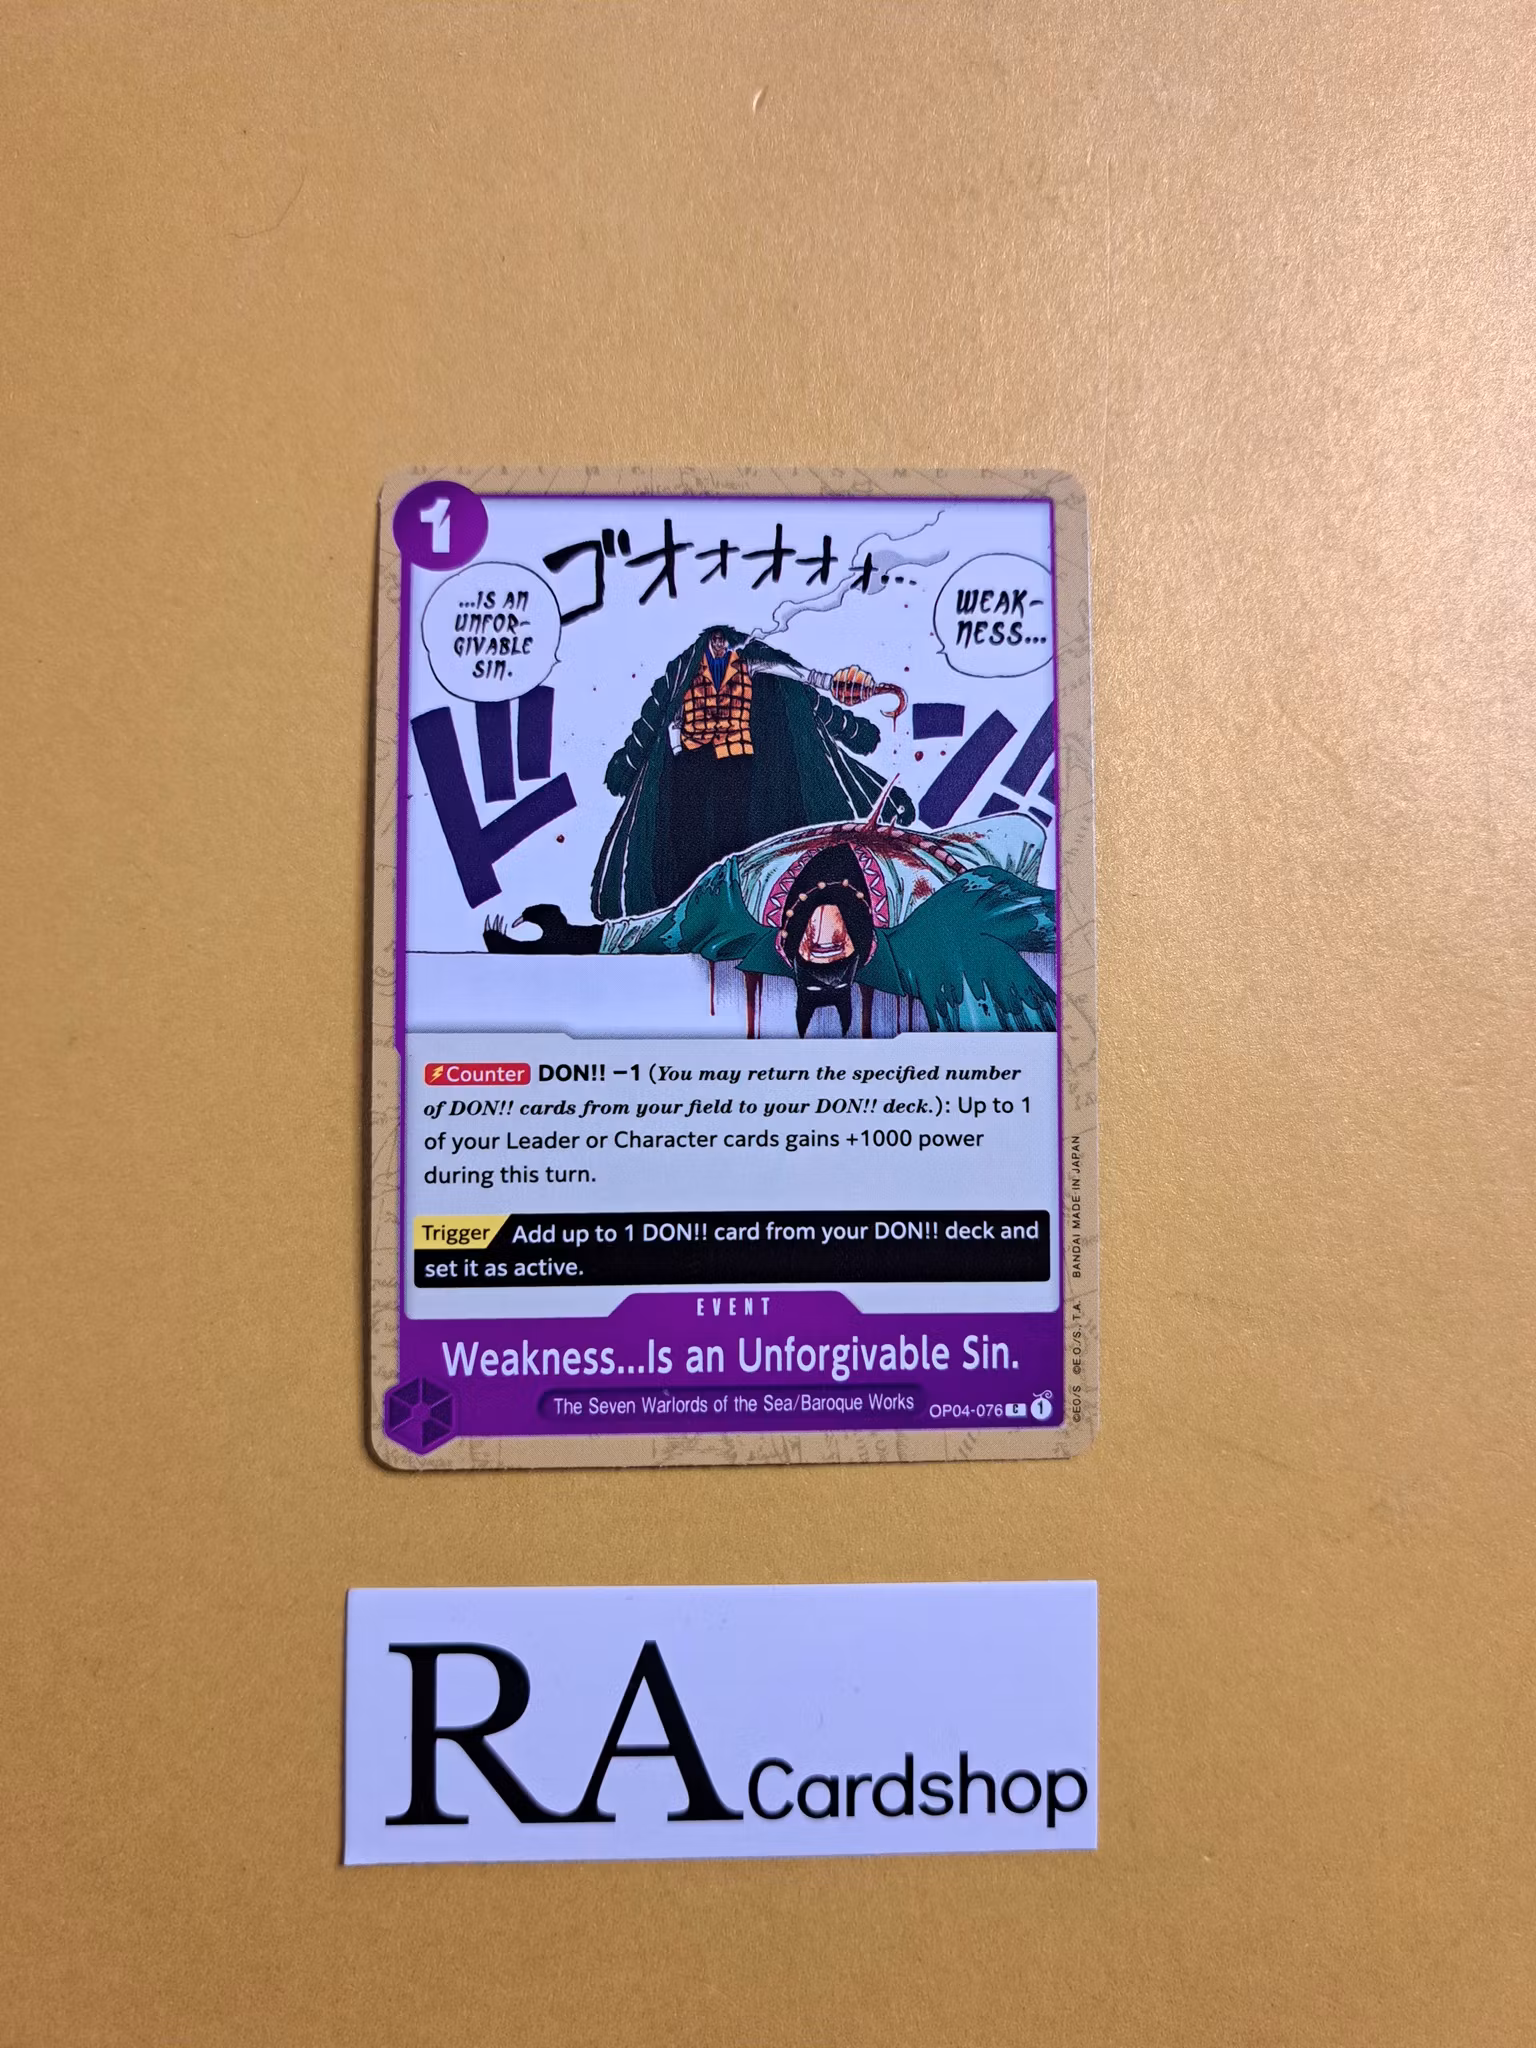 1
ゴオオオオォ...
WEAK-
NESS...
...IS AN
UNFOR-
GIVABLE
SIN.
ドン!!
Counter DON!! −1 (You may return the specified number
of DON!! cards from your field to your DON!! deck.): Up to 1
of your Leader or Character cards gains +1000 power
during this turn.
Trigger Add up to 1 DON!! card from your DON!! deck and
set it as active.
EVENT
Weakness...Is an Unforgivable Sin.
The Seven Warlords of the Sea/Baroque Works
OP04-076 C 1
©EO/S ©E.O./S., T.A. BANDAI MADE IN JAPAN
RA Cardshop